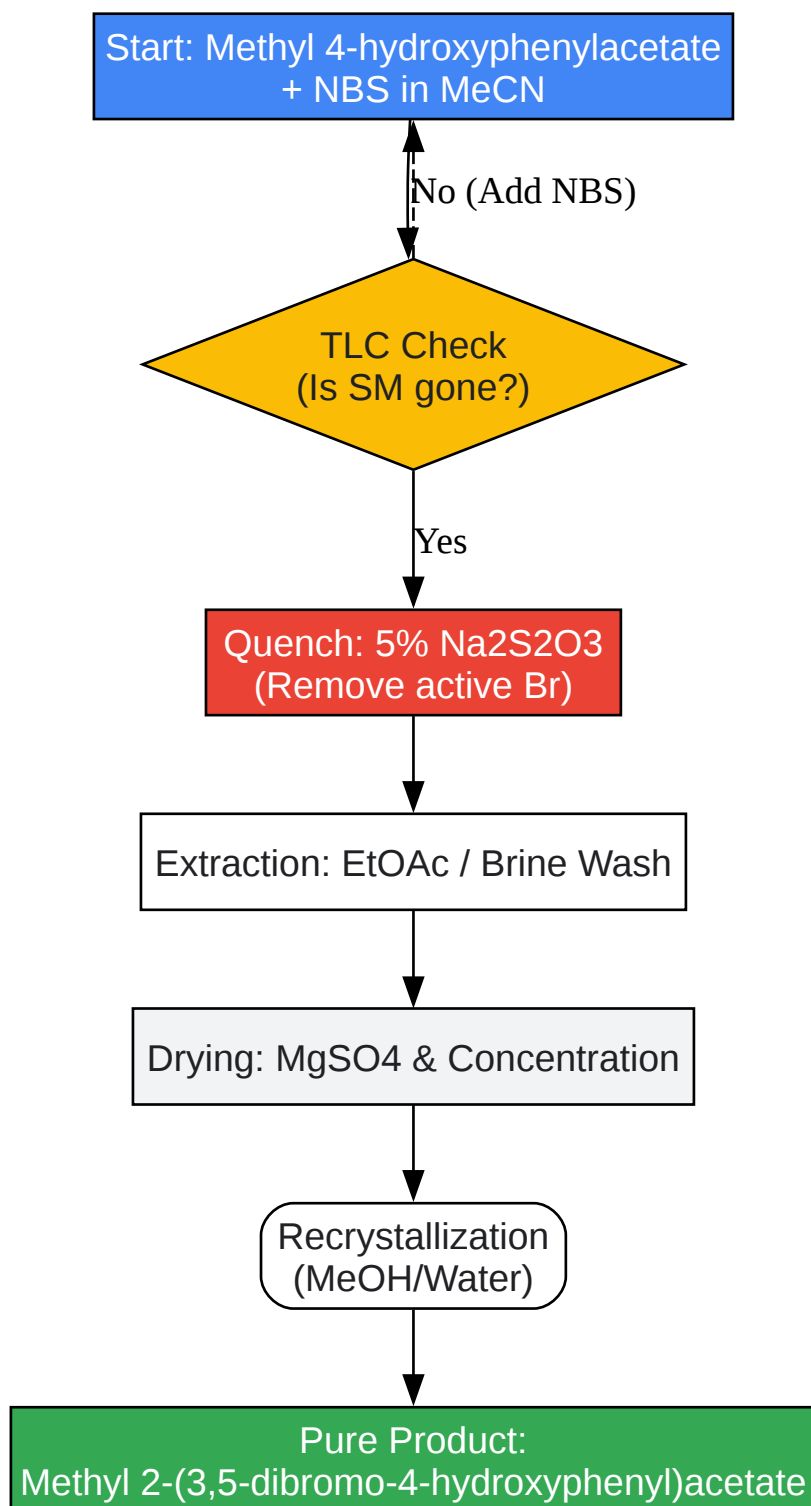 Start: Methyl 4-hydroxyphenylacetate
+ NBS in MeCN
No (Add NBS)
TLC Check
(Is SM gone?)
Yes
Quench: 5% Na2S2O3
(Remove active Br)
Extraction: EtOAc / Brine Wash
Drying: MgSO4 & Concentration
Recrystallization
(MeOH/Water)
Pure Product:
Methyl 2-(3,5-dibromo-4-hydroxyphenyl)acetate